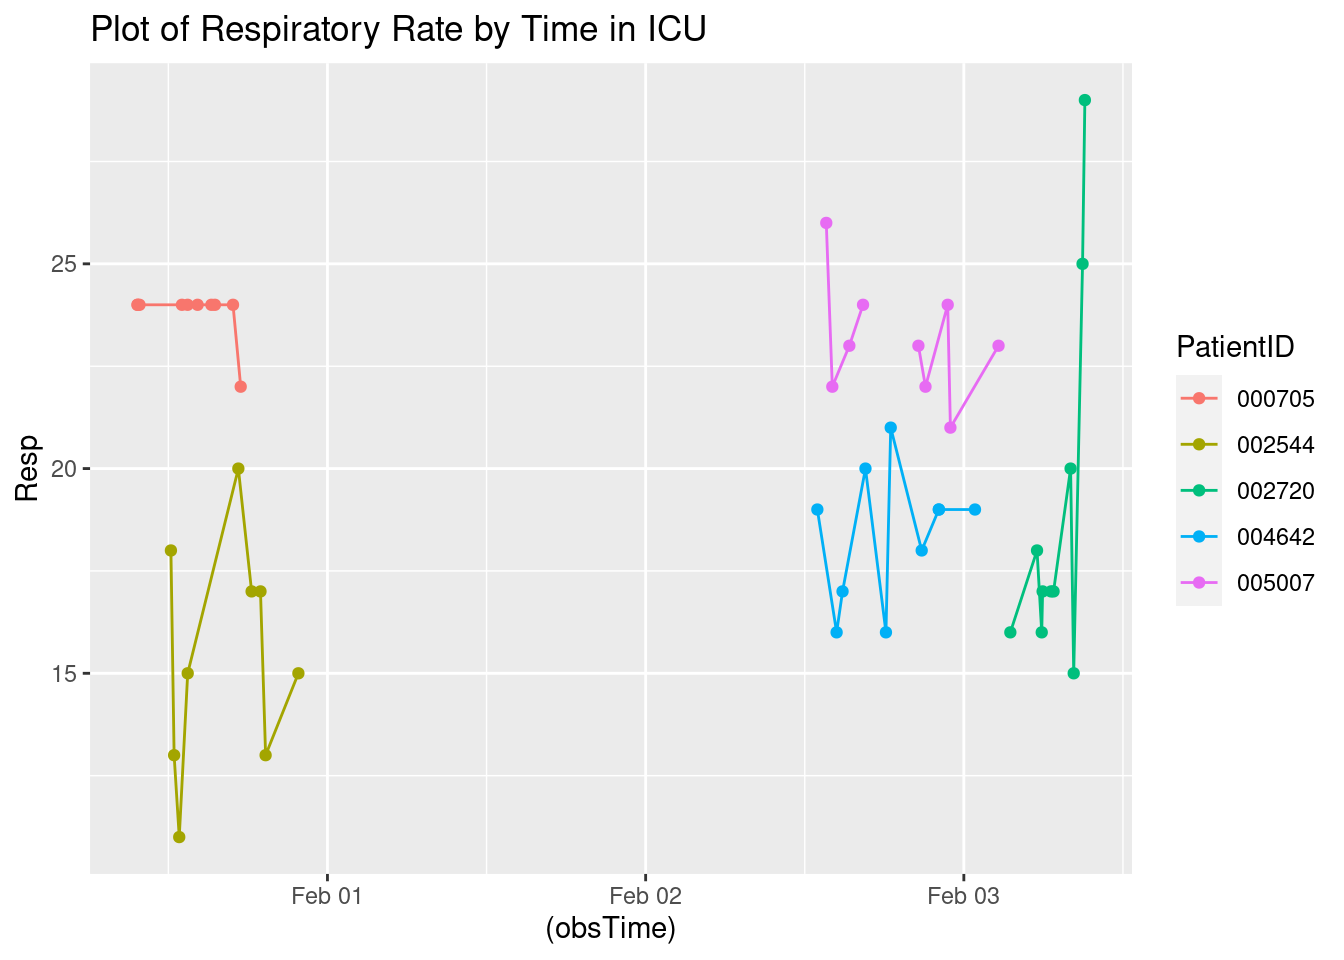 Plot of Respiratory Rate by Time in ICU
Resp
25
20
15
Feb 01
Feb 02
Feb 03
(obsTime)
PatientID
000705
002544
002720
004642
005007